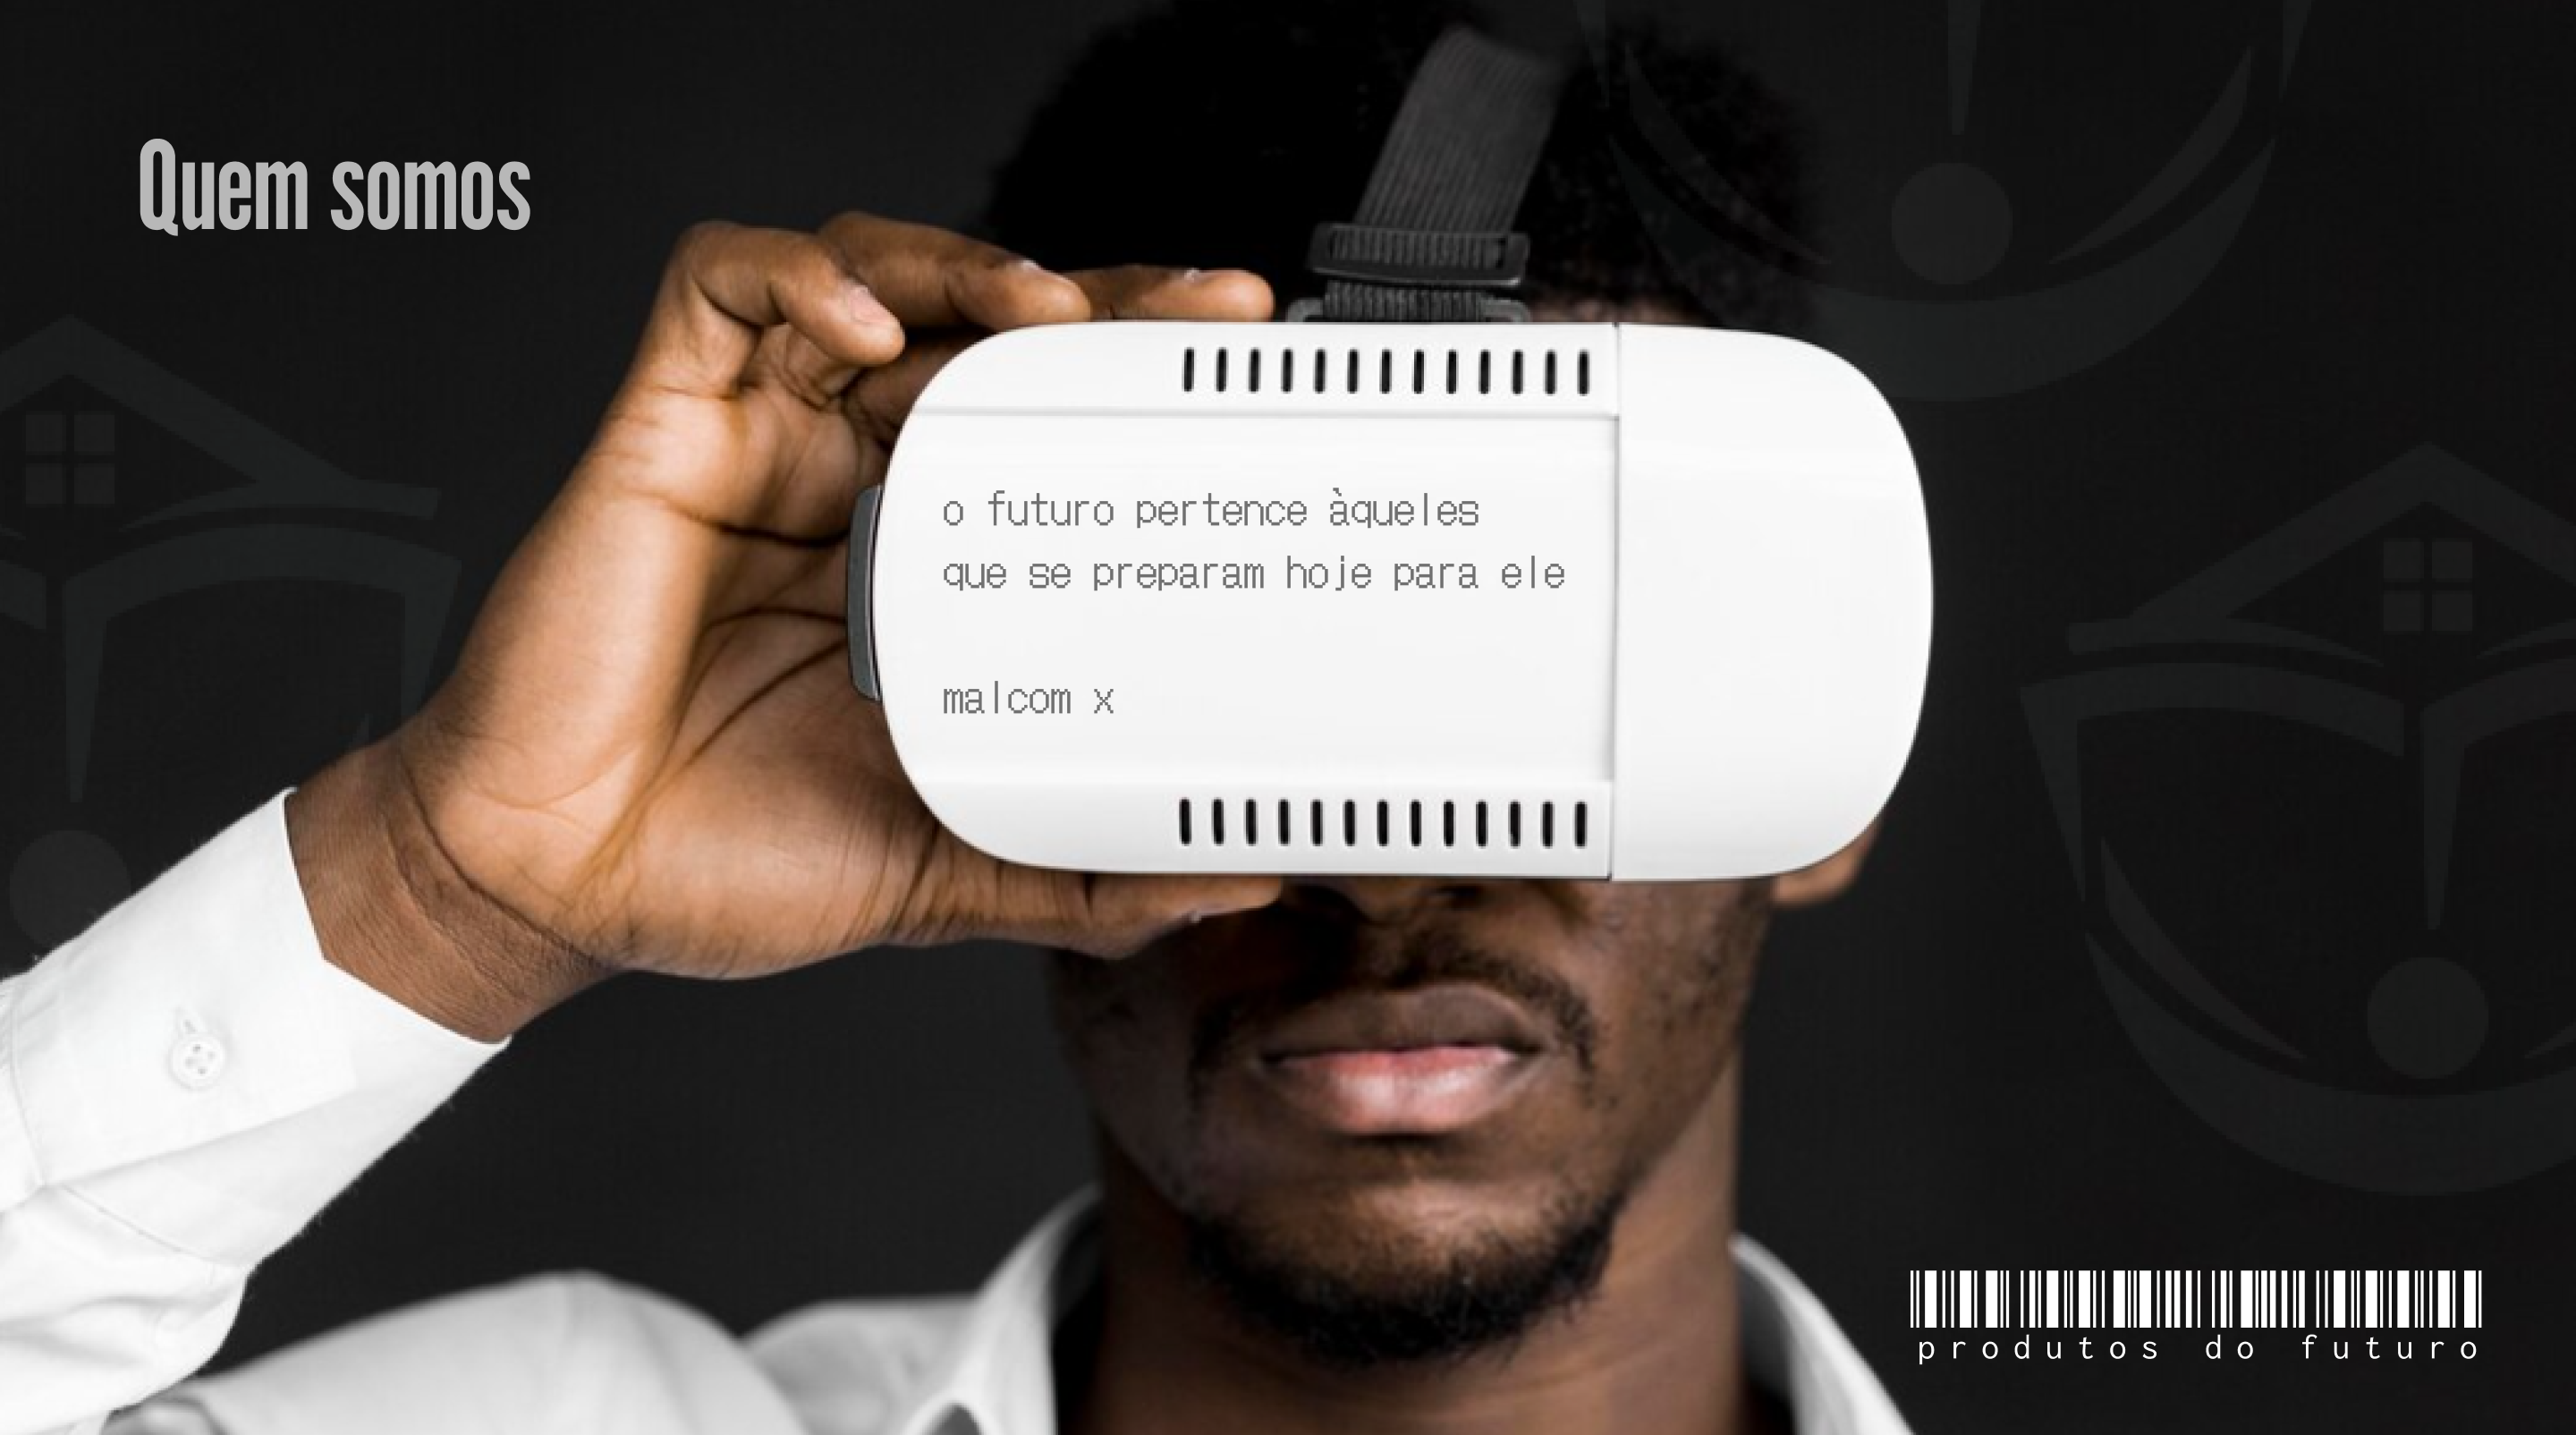 Quem somos
o futuro pertence àqueles
que se preparam hoje para ele
malcom x
produtos do futuro